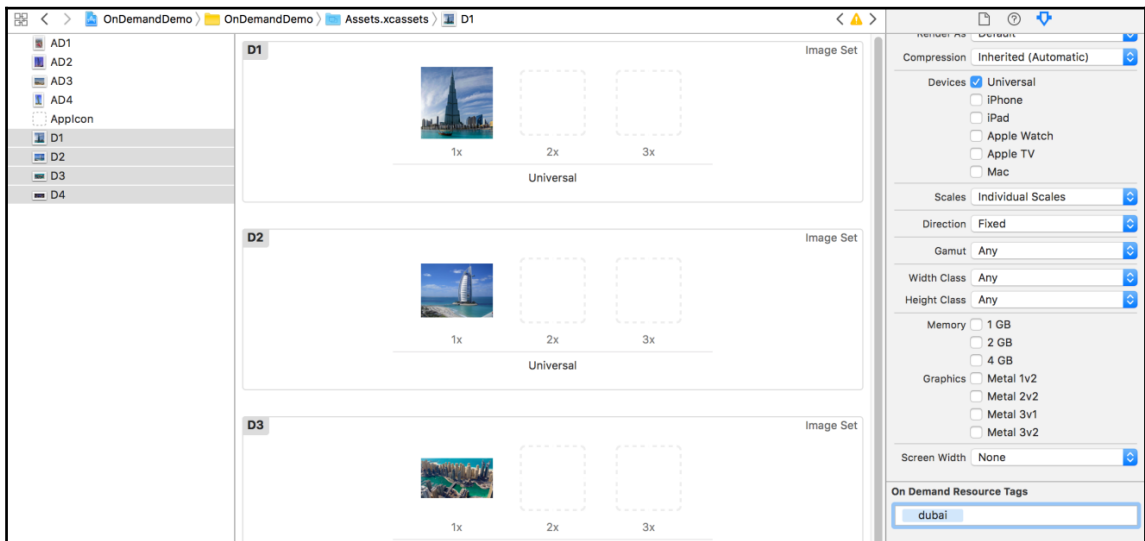 OnDemandDemo OnDemandDemo Assets.xcassets D1
AD1
AD2
AD3
AD4
AppIcon
D1
D2
D3
D4
D1 Image Set
1x 2x 3x
Universal
D2 Image Set
1x 2x 3x
Universal
D3 Image Set
1x 2x 3x
Render As Default
Compression Inherited (Automatic)
Devices Universal
iPhone
iPad
Apple Watch
Apple TV
Mac
Scales Individual Scales
Direction Fixed
Gamut Any
Width Class Any
Height Class Any
Memory 1 GB
2 GB
4 GB
Graphics Metal 1v2
Metal 2v2
Metal 3v1
Metal 3v2
Screen Width None
On Demand Resource Tags
dubai